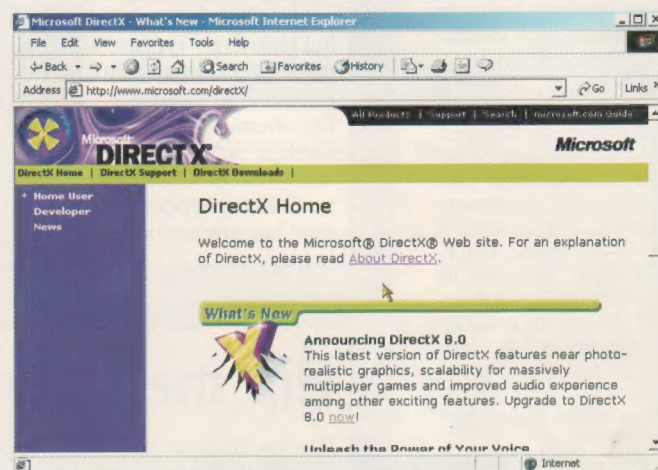 Microsoft DirectX - What's New - Microsoft Internet Explorer
File Edit View Favorites Tools Help
Back Search Favorites History
Address http://www.microsoft.com/directX/ Go Links »
All Products | Support | Search | microsoft.com Guide
Microsoft
DIRECTX
Microsoft
DirectX Home | DirectX Support | DirectX Downloads |
+ Home User
Developer
News
DirectX Home
Welcome to the Microsoft® DirectX® Web site. For an explanation
of DirectX, please read About DirectX.
What's New
Announcing DirectX 8.0
This latest version of DirectX features near photo-
realistic graphics, scalability for massively
multiplayer games and improved audio experience
among other exciting features. Upgrade to DirectX
8.0 now!
Unleash the Power of Your Voice
Internet